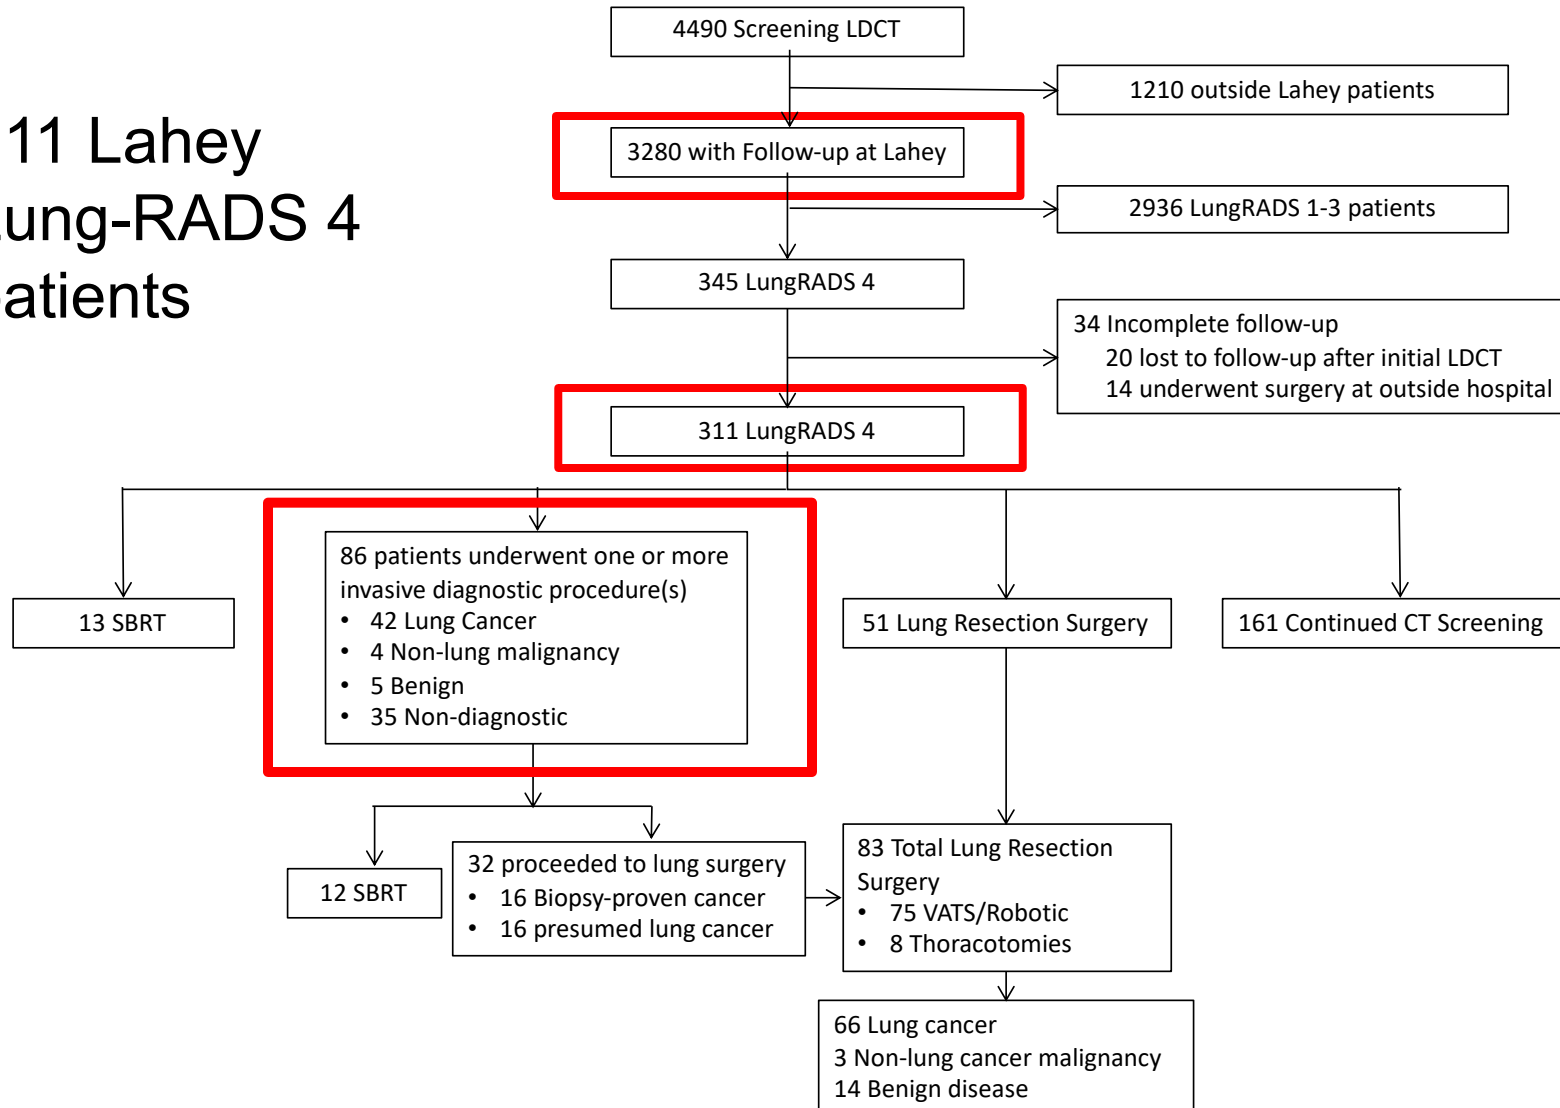 4490 Screening LDCT
1210 outside Lahey patients
11 Lahey
Lung-RADS 4
patients
3280 with Follow-up at Lahey
2936 LungRADS 1-3 patients
345 LungRADS 4
34 Incomplete follow-up
20 lost to follow-up after initial LDCT
14 underwent surgery at outside hospital
311 LungRADS 4
13 SBRT
86 patients underwent one or more
invasive diagnostic procedure(s)
• 42 Lung Cancer
• 4 Non-lung malignancy
• 5 Benign
• 35 Non-diagnostic
51 Lung Resection Surgery
161 Continued CT Screening
12 SBRT
32 proceeded to lung surgery
• 16 Biopsy-proven cancer
• 16 presumed lung cancer
83 Total Lung Resection
Surgery
• 75 VATS/Robotic
• 8 Thoracotomies
66 Lung cancer
3 Non-lung cancer malignancy
14 Benign disease